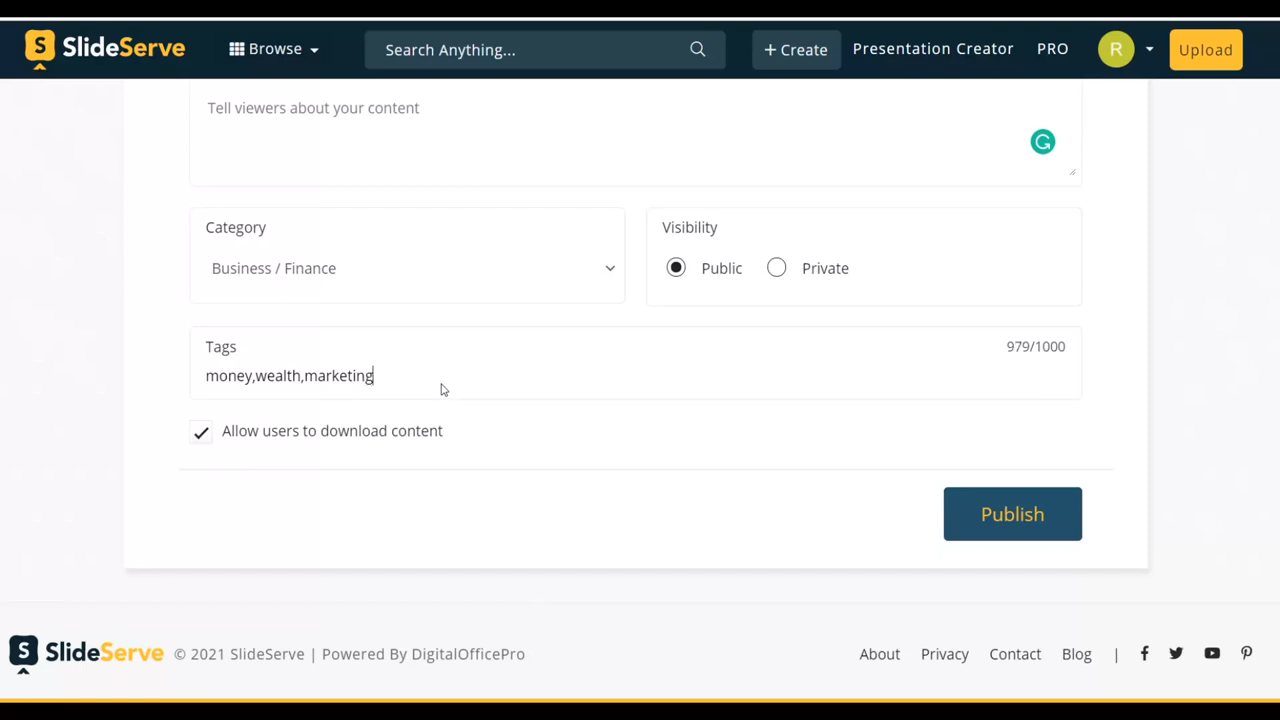 S SlideServe Browse Search Anything... + Create Presentation Creator PRO R Upload
Tell viewers about your content
Category
Business / Finance
Visibility
Public Private
Tags 979/1000
money,wealth,marketing
Allow users to download content
Publish
S SlideServe © 2021 SlideServe | Powered By DigitalOfficePro About Privacy Contact Blog |